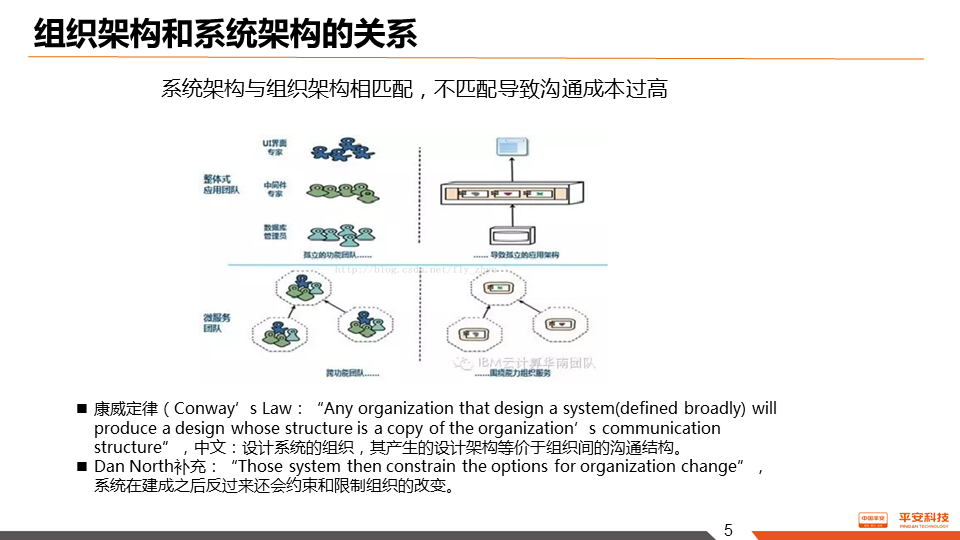 组织架构和系统架构的关系
系统架构与组织架构相匹配，不匹配导致沟通成本过高
UI界面
专家
整体式
应用团队
中间件
专家
数据库
管理员
孤立的功能团队......
...... 导致孤立的应用架构
http://blog.csdn.net/fly_zhyu
微服务
团队
跨功能团队......
......围绕能力组织服务
IBM云计算华南团队
■ 康威定律（Conway’s Law：“Any organization that design a system(defined broadly) will
produce a design whose structure is a copy of the organization’s communication
structure”，中文：设计系统的组织，其产生的设计架构等价于组织间的沟通结构。
■ Dan North补充：“Those system then constrain the options for organization change”，
系统在建成之后反过来还会约束和限制组织的改变。
5
中国平安
平安科技
PINGAN TECHNOLOGY